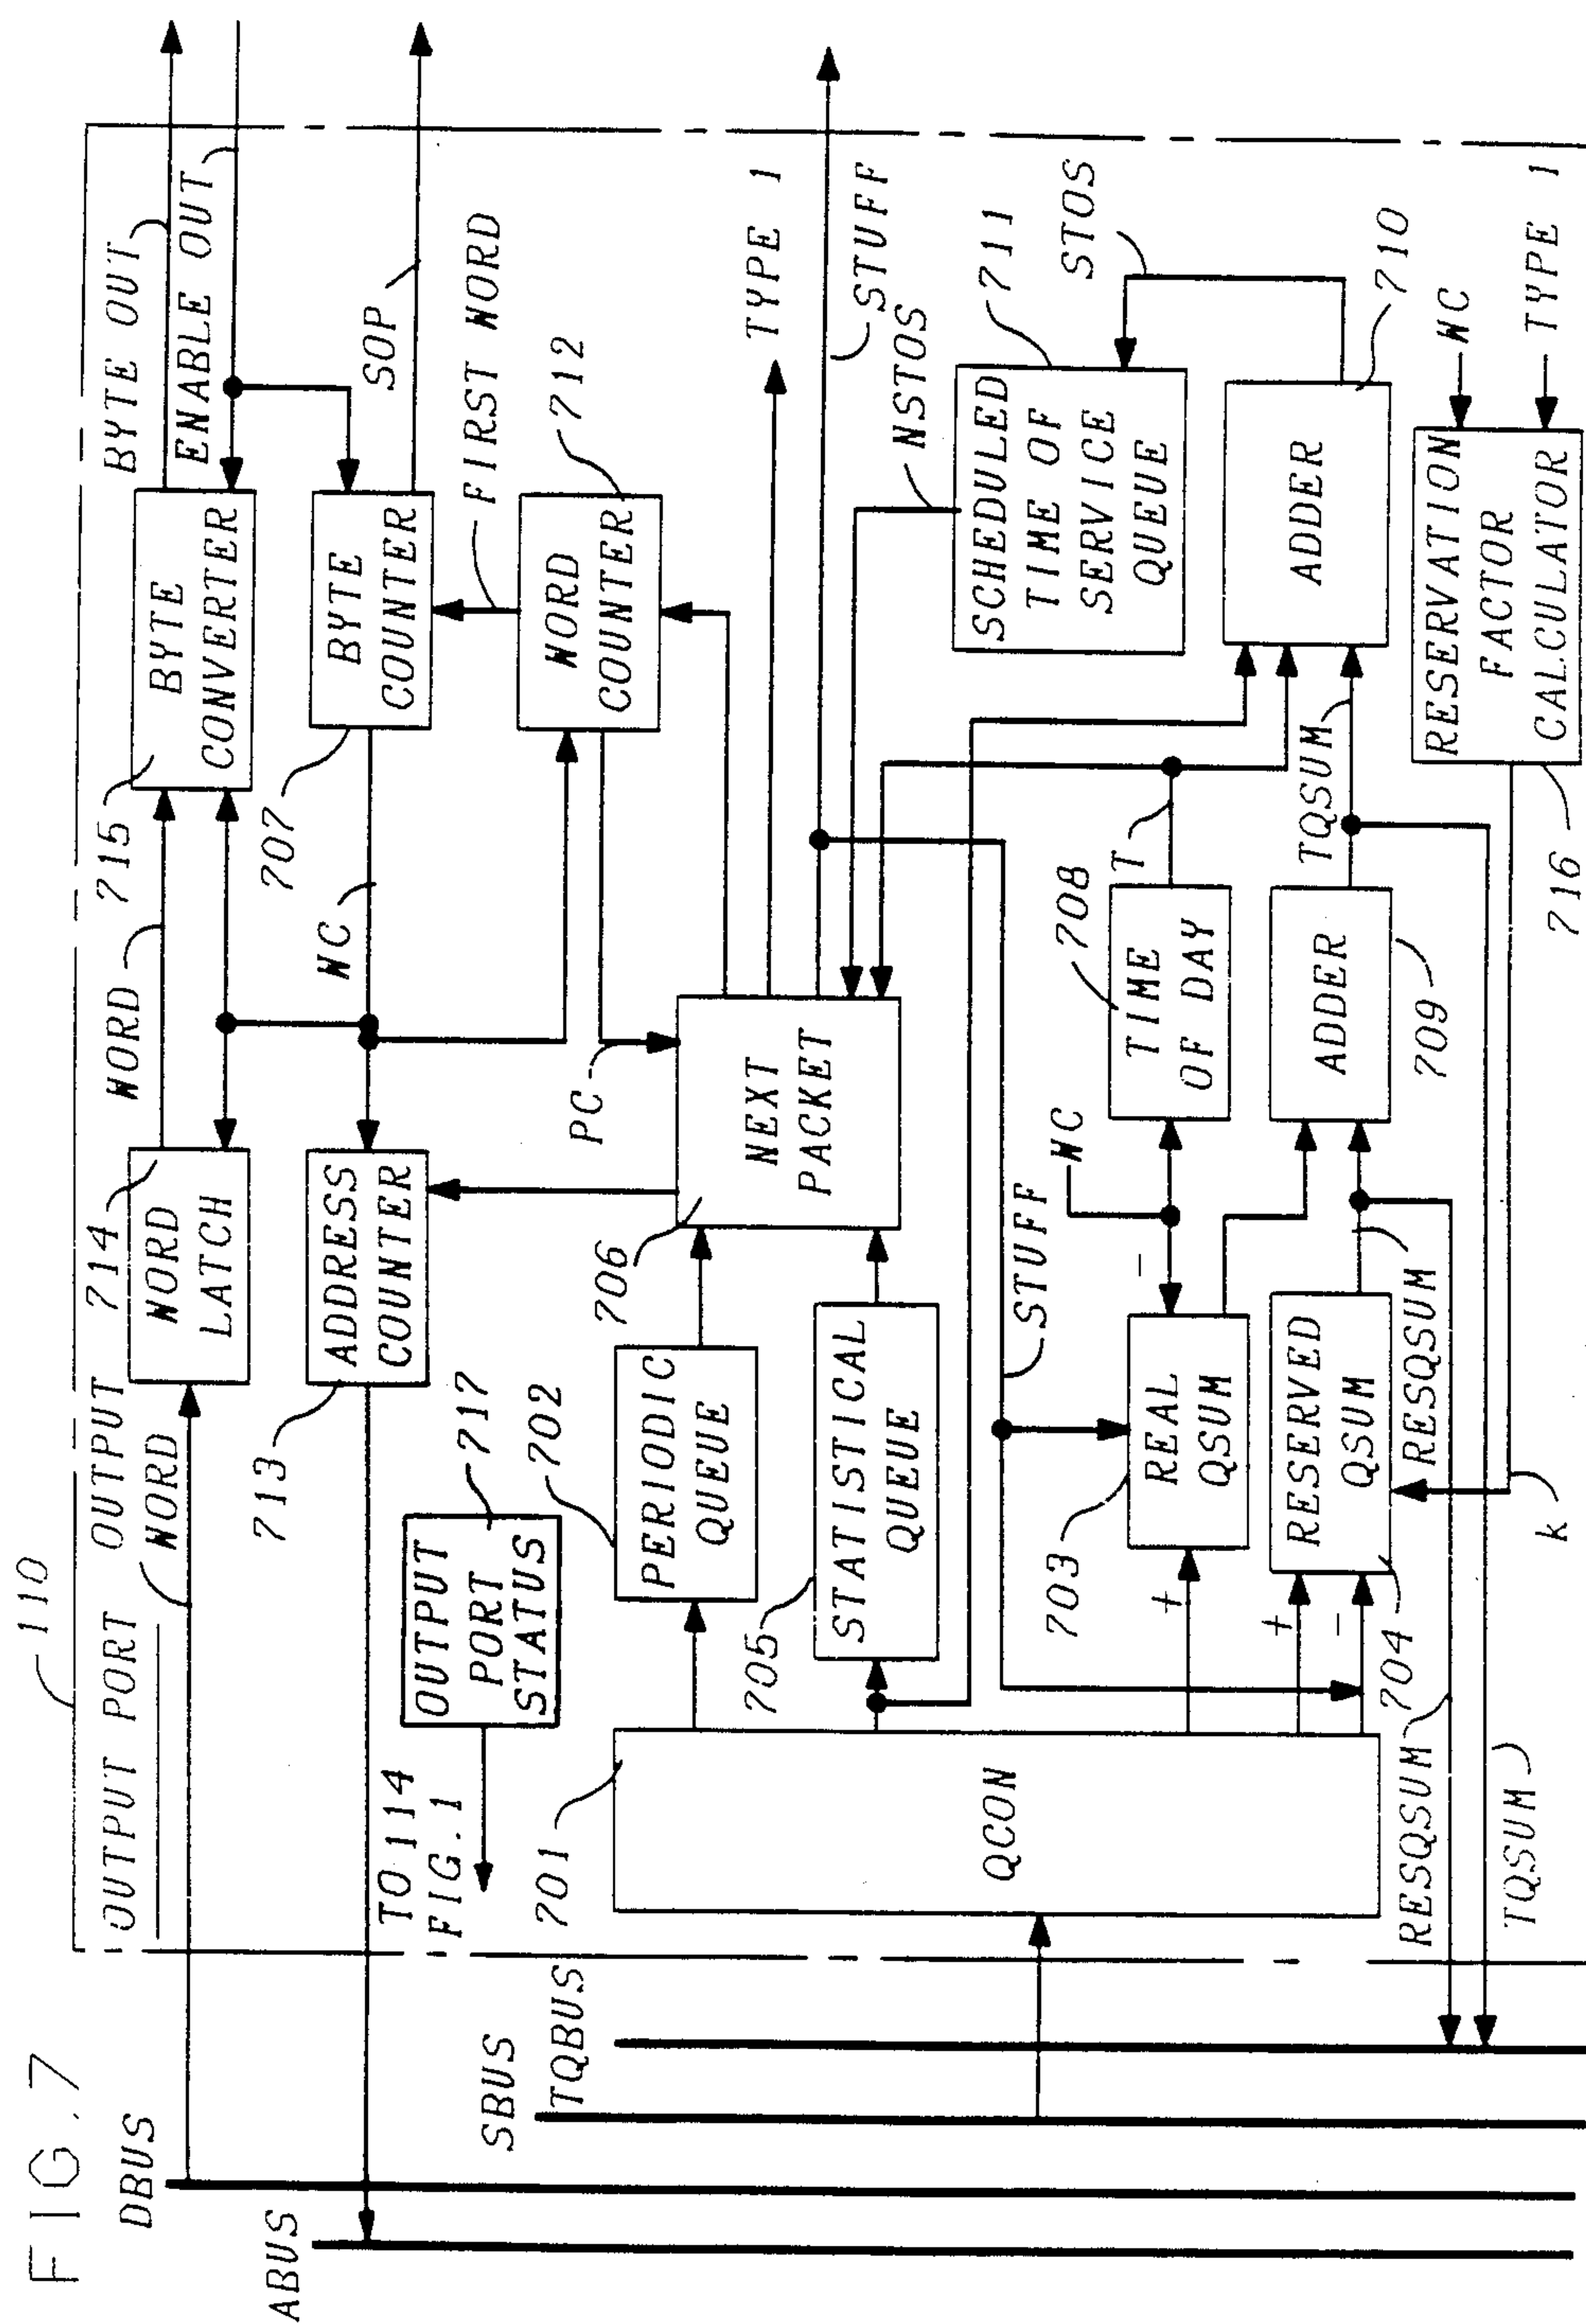 FIG.7
110
OUTPUT PORT
DBUS
ABUS
SBUS
TQBUS
OUTPUT
WORD
714
WORD
LATCH
WORD
715
BYTE
CONVERTER
BYTE OUT
ENABLE OUT
713
ADDRESS
COUNTER
WC
707
BYTE
COUNTER
SOP
FIRST WORD
712
WORD
COUNTER
PC
TO 114
FIG.1
717
OUTPUT
PORT
STATUS
702
PERIODIC
QUEUE
706
NEXT
PACKET
TYPE 1
STUFF
701
QCON
705
STATISTICAL
QUEUE
NSTOS
711
SCHEDULED
TIME OF
SERVICE
QUEUE
STOS
STUFF
WC
708
TIME
OF DAY
T
703
REAL
QSUM
+
-
704
RESERVED
QSUM
+
-
RESQSUM
ADDER
709
TQSUM
ADDER
710
RESQSUM
TQSUM
k
716
RESERVATION
FACTOR
CALCULATOR
WC
TYPE 1